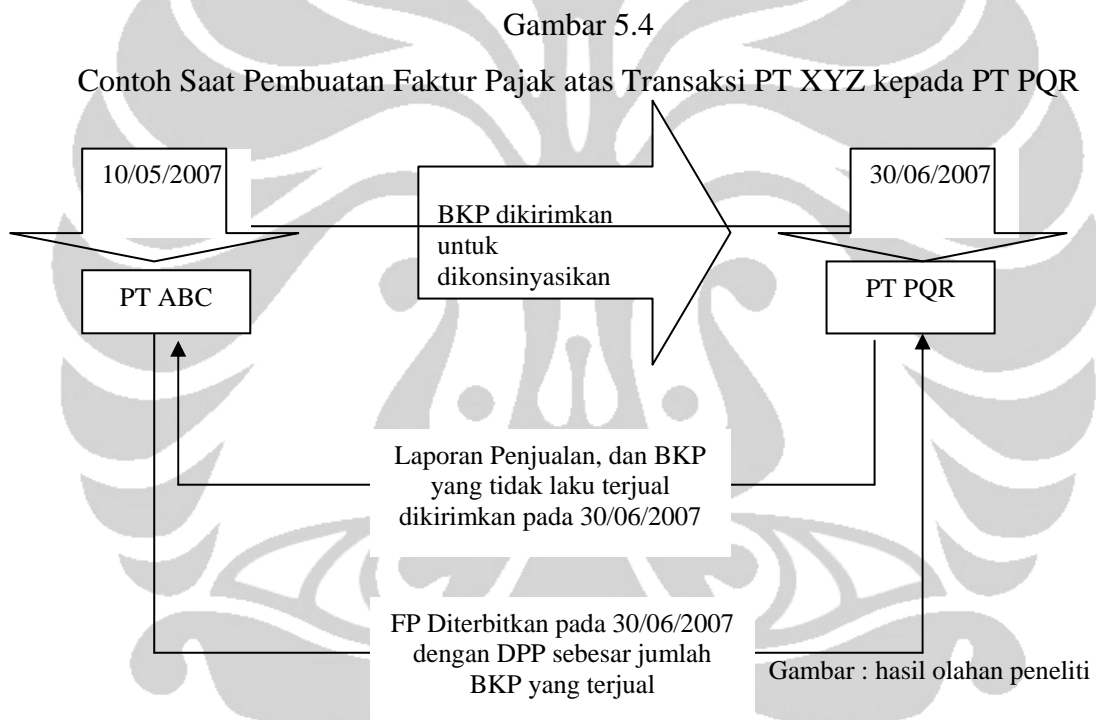 Gambar 5.4
Contoh Saat Pembuatan Faktur Pajak atas Transaksi PT XYZ kepada PT PQR
10/05/2007
30/06/2007
BKP dikirimkan
untuk
dikonsinyasikan
PT ABC
PT PQR
Laporan Penjualan, dan BKP
yang tidak laku terjual
dikirimkan pada 30/06/2007
FP Diterbitkan pada 30/06/2007
dengan DPP sebesar jumlah
BKP yang terjual
Gambar : hasil olahan peneliti